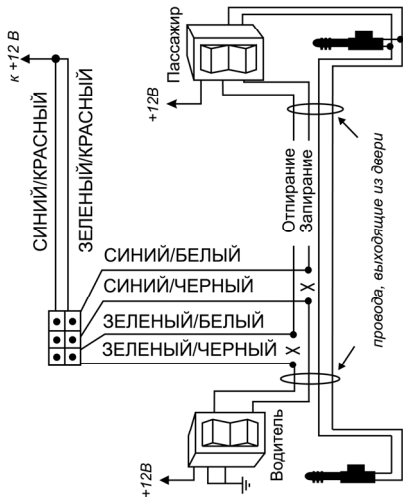 к +12 В
СИНИЙ/КРАСНЫЙ
ЗЕЛЕНЫЙ/КРАСНЫЙ
Пассажир
+12В
Отпирание
Запирание
провода, выходящие из двери
СИНИЙ/БЕЛЫЙ
СИНИЙ/ЧЕРНЫЙ
ЗЕЛЕНЫЙ/БЕЛЫЙ
ЗЕЛЕНЫЙ/ЧЕРНЫЙ
Водитель
+12В